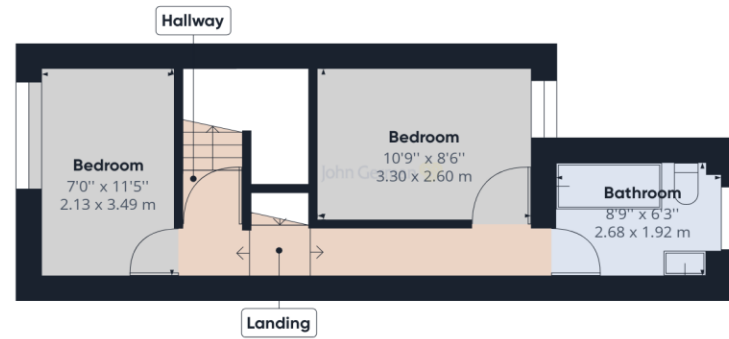 Hallway
Bedroom
7'0'' x 11'5''
2.13 x 3.49 m
Bedroom
10'9'' x 8'6''
3.30 x 2.60 m
Bathroom
8'9'' x 6'3''
2.68 x 1.92 m
Landing